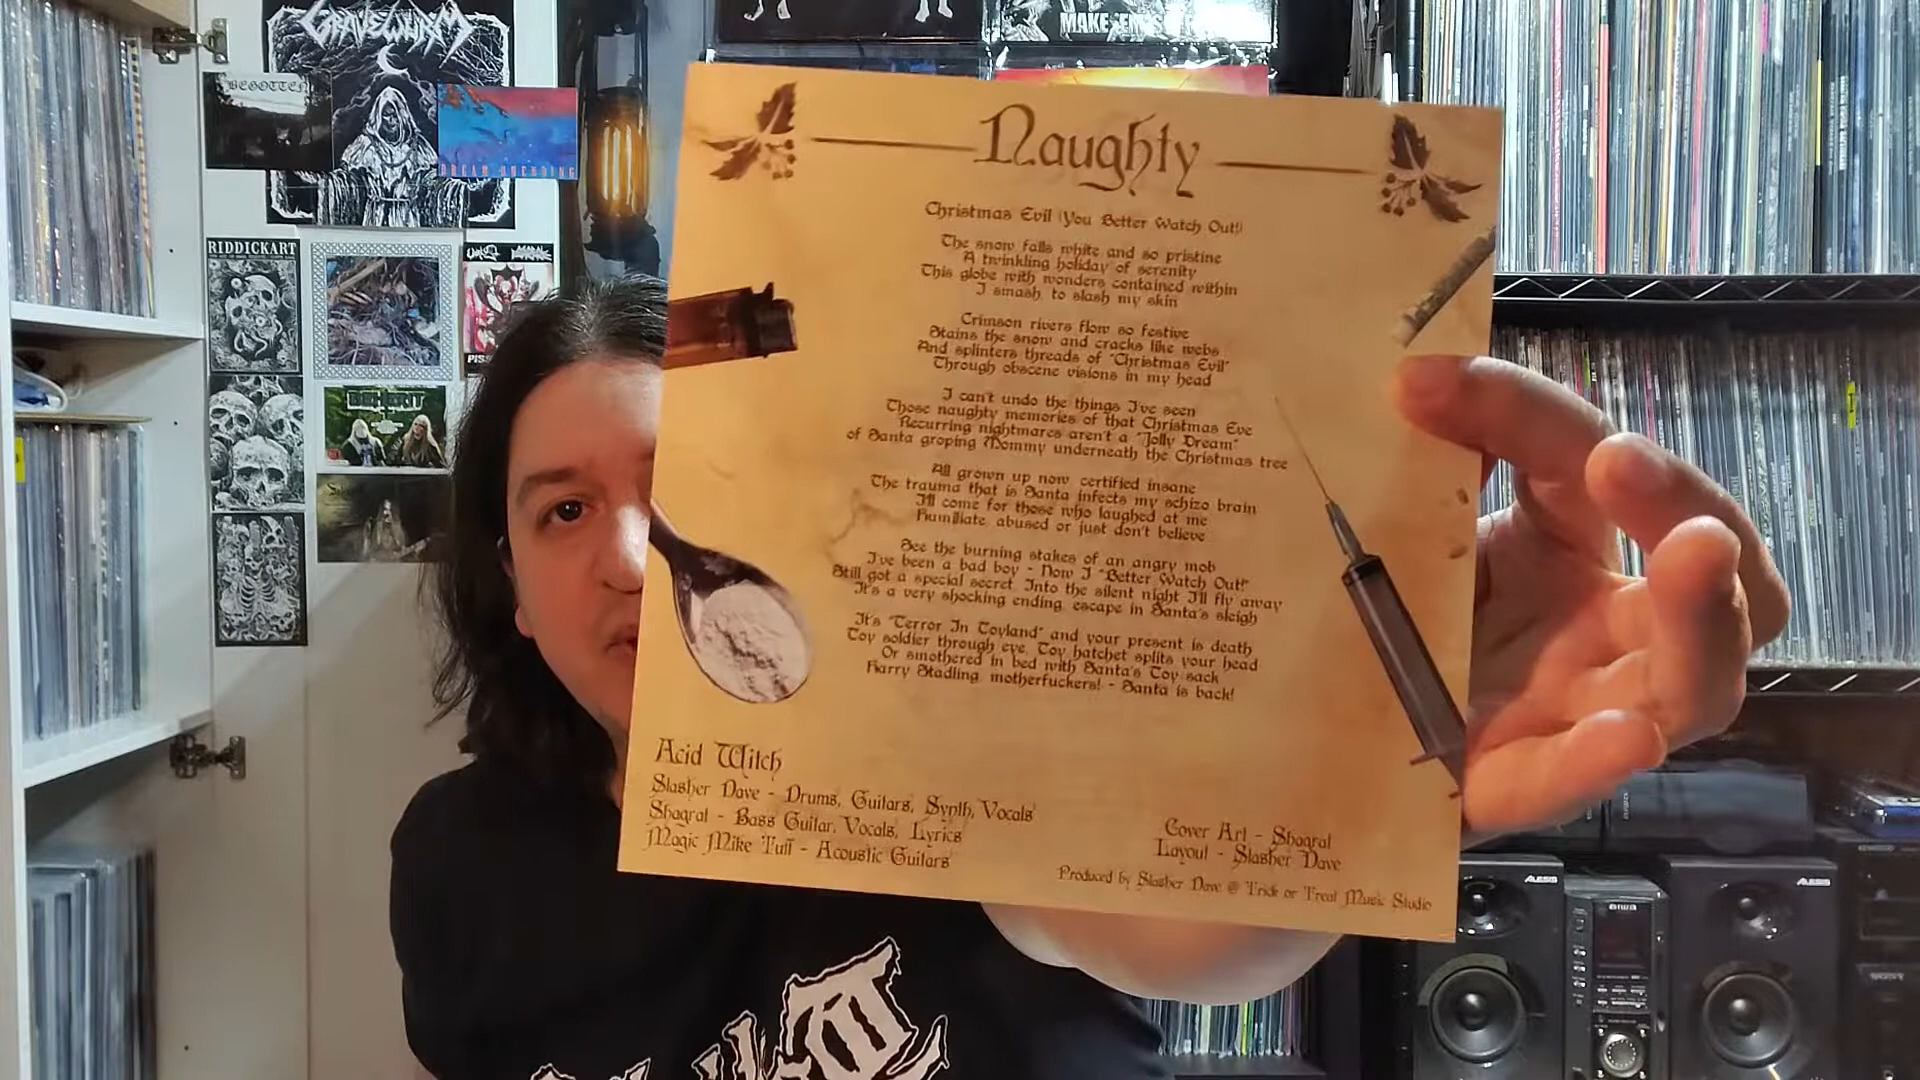 GRAVEWURM
BEGOTTEN
DREAM UNENDING
RIDDICKART
BEHERIT
PISS
MAKE 'EM
Naughty
Christmas Evil (You Better Watch Out!)
The snow falls white and so pristine
A twinkling holiday of serenity
This globe with wonders contained within
I smash, to slash my skin
Crimson rivers flow so festive
Stains the snow and cracks like webs
And splinters threads of "Christmas Evil"
Through obscene visions in my head
I can't undo the things I've seen
Those naughty memories of that Christmas Eve
Recurring nightmares aren't a "Jolly Dream"
of Santa groping Mommy underneath the Christmas tree
All grown up now certified insane
The trauma that is Santa infects my schizo brain
I'll come for those who laughed at me
Humiliate, abused or just don't believe
See the burning stakes of an angry mob
I've been a bad boy - Now I "Better Watch Out!"
Still got a special secret. Into the silent night I'll fly away
It's a very shocking ending, escape in Santa's sleigh
It's "Terror In Toyland" and your present is death
Toy soldier through eye, Toy hatchet splits your head
Or smothered in bed with Santa's Toy sack
Harry Stadling, motherfuckers! - Santa is back!
Acid Witch
Slasher Dave - Drums, Guitars, Synth, Vocals
Shagral - Bass Guitar, Vocals, Lyrics
Magic Mike Tuff - Acoustic Guitars
Cover Art - Shagral
Layout - Slasher Dave
Produced by Slasher Dave @ Trick or Treat Music Studio
ALESIS
aiwa
ALESIS
KENWOOD
SONY